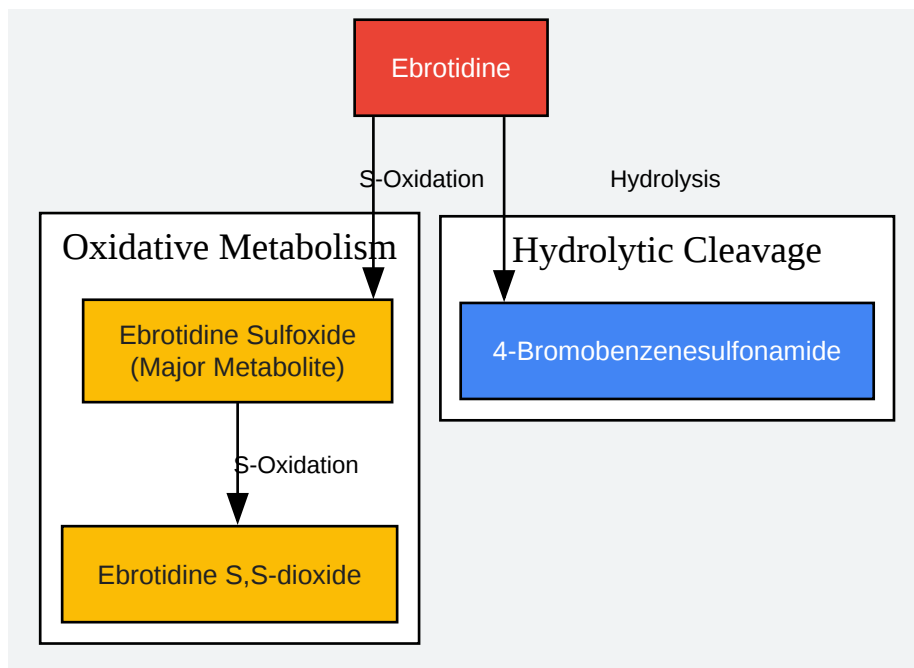 Ebrotidine
S-Oxidation
Hydrolysis
Oxidative Metabolism
Hydrolytic Cleavage
Ebrotidine Sulfoxide
(Major Metabolite)
4-Bromobenzenesulfonamide
S-Oxidation
Ebrotidine S,S-dioxide